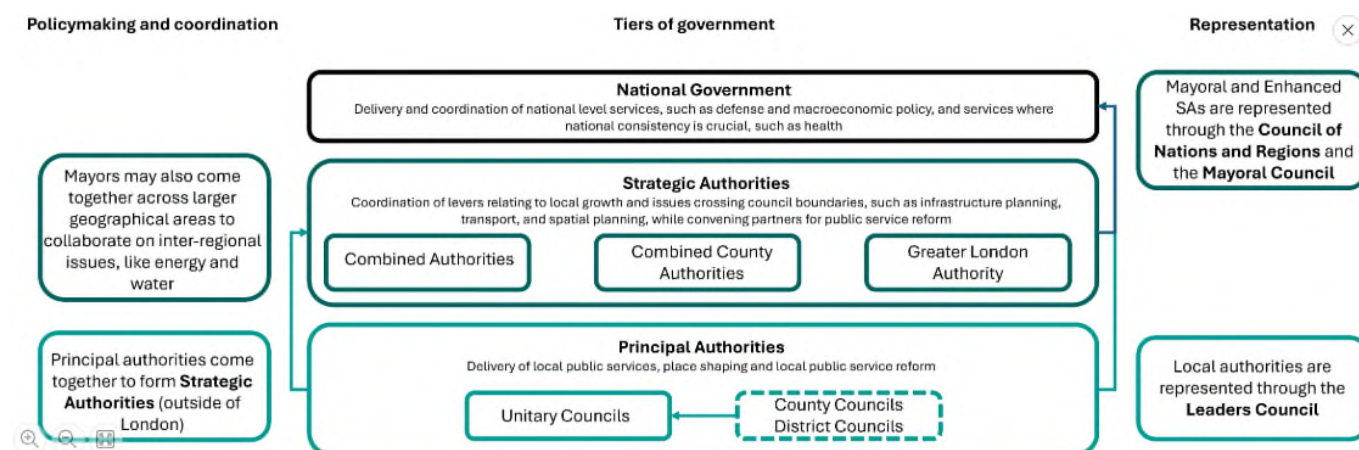 Policymaking and coordination
Tiers of government
Representation
National Government
Delivery and coordination of national level services, such as defense and macroeconomic policy, and services where
national consistency is crucial, such as health
Mayoral and Enhanced
SAs are represented
through the Council of
Nations and Regions and
the Mayoral Council
Mayors may also come
together across larger
geographical areas to
collaborate on inter-regional
issues, like energy and
water
Strategic Authorities
Coordination of levers relating to local growth and issues crossing council boundaries, such as infrastructure planning,
transport, and spatial planning, while convening partners for public service reform
Combined Authorities
Combined County
Authorities
Greater London
Authority
Principal authorities come
together to form Strategic
Authorities (outside of
London)
Principal Authorities
Delivery of local public services, place shaping and local public service reform
Unitary Councils
County Councils
District Councils
Local authorities are
represented through the
Leaders Council